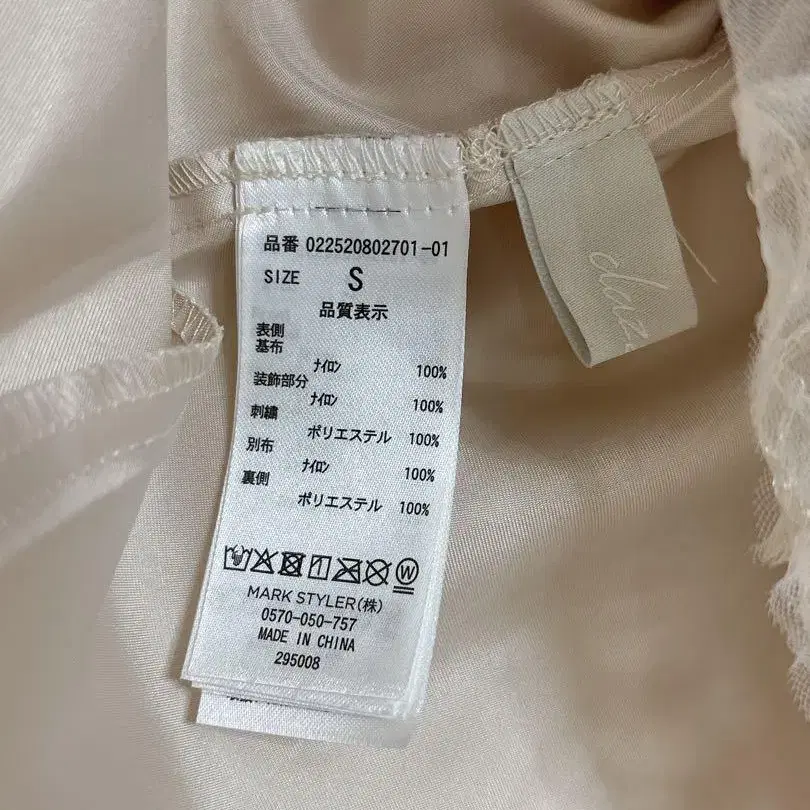 品番 022520802701-01
SIZE S
品質表示
表側
基布
ﾅｲﾛﾝ 100%
装飾部分
ﾅｲﾛﾝ 100%
刺繍
ポリエステル 100%
別布
ﾅｲﾛﾝ 100%
裏側
ポリエステル 100%
W
MARK STYLER(株)
0570-050-757
MADE IN CHINA
295008